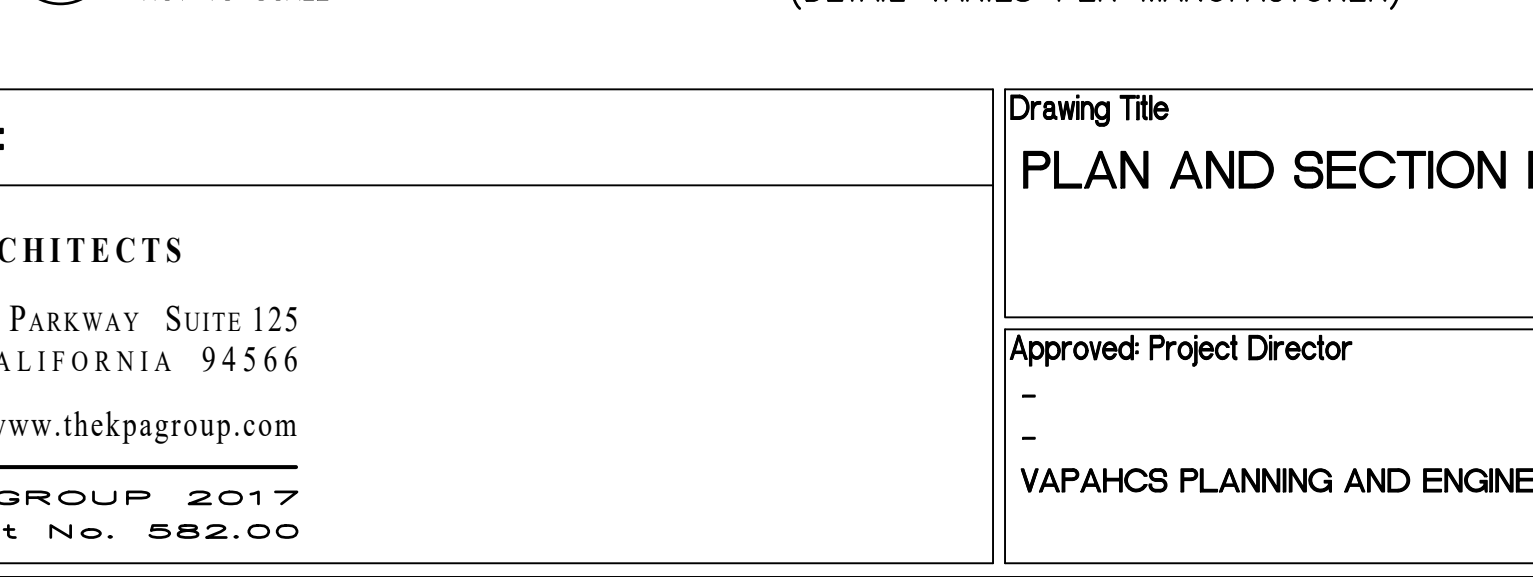 (DETAIL VARIES PER MANUFACTURER)
:
CHITECTS
PARKWAY SUITE 125
ALIFORNIA 94566
www.thekpagroup.com
GROUP 2017
t No. 582.00
Drawing Title
PLAN AND SECTION
Approved: Project Director
-
-
VAPAHCS PLANNING AND ENGINE